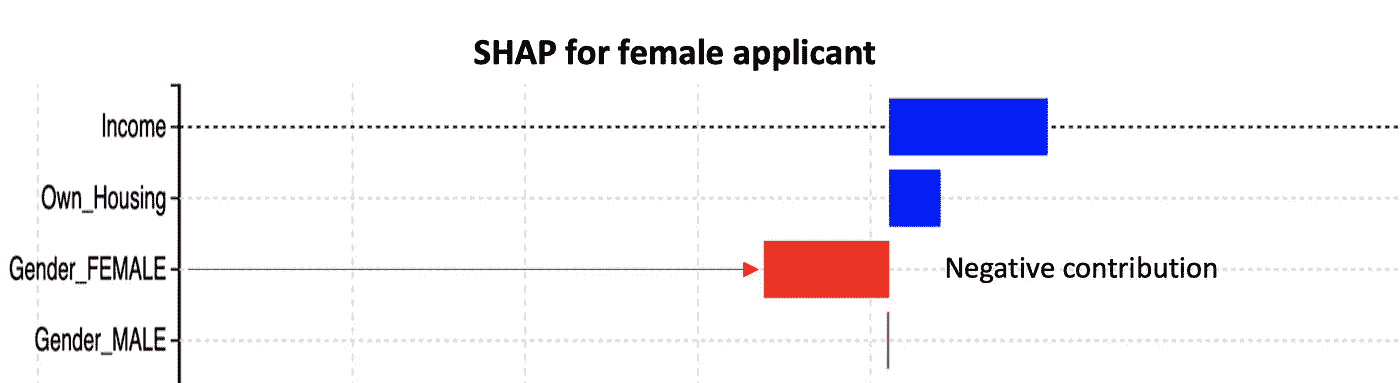 SHAP for female applicant
Income
Own_Housing
Gender_FEMALE
Negative contribution
Gender_MALE